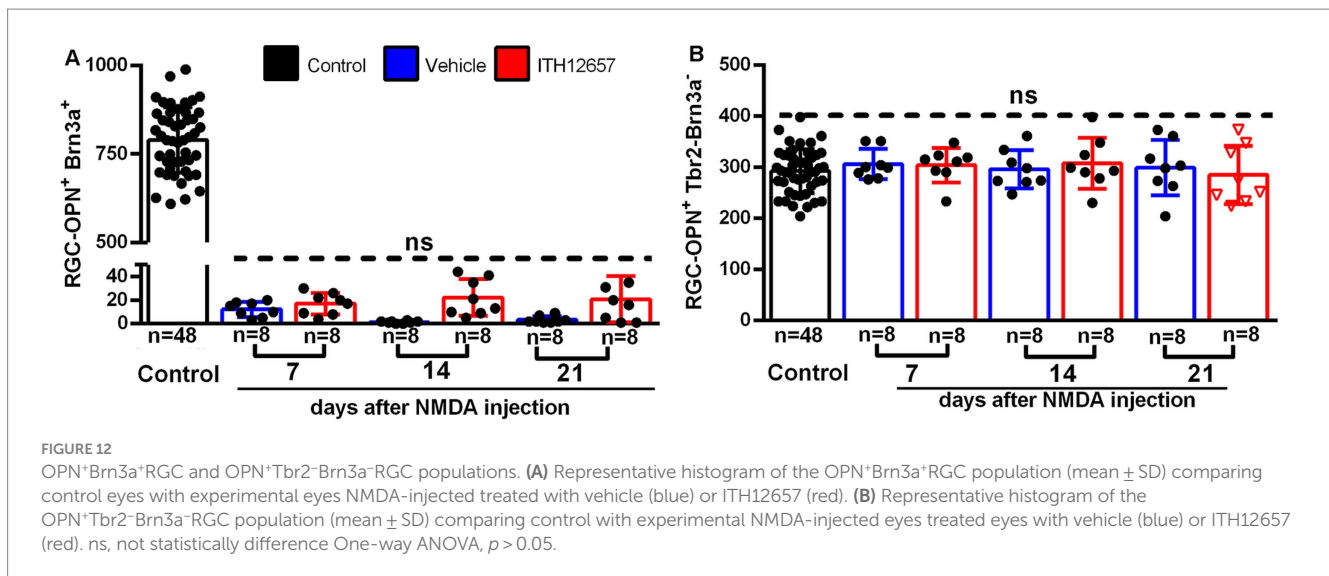 A
Control
Vehicle
ITH12657
RGC-OPN⁺ Brn3a⁺
1000
750
500
40
20
0
ns
n=48
n=8
n=8
n=8
n=8
n=8
n=8
Control
7
14
21
days after NMDA injection
B
RGC-OPN⁺ Tbr2-Brn3a⁻
500
400
300
200
100
0
ns
n=48
n=8
n=8
n=8
n=8
n=8
n=8
Control
7
14
21
days after NMDA injection
FIGURE 12
OPN⁺Brn3a⁺RGC and OPN⁺Tbr2⁻Brn3a⁻RGC populations. (A) Representative histogram of the OPN⁺Brn3a⁺RGC population (mean ± SD) comparing
control eyes with experimental eyes NMDA-injected treated with vehicle (blue) or ITH12657 (red). (B) Representative histogram of the
OPN⁺Tbr2⁻Brn3a⁻RGC population (mean ± SD) comparing control with experimental NMDA-injected eyes treated eyes with vehicle (blue) or ITH12657
(red). ns, not statistically difference One-way ANOVA, p > 0.05.